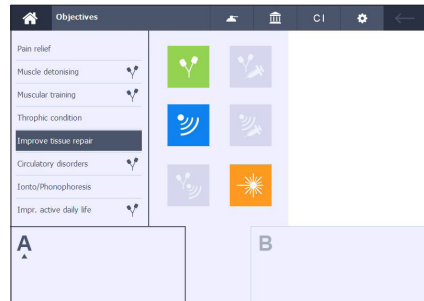 Objectives
CI
Pain relief
Muscle detonising
Muscular training
Throphic condition
Improve tissue repair
Circulatory disorders
Ionto/Phonophoresis
Impr. active daily life
A
B